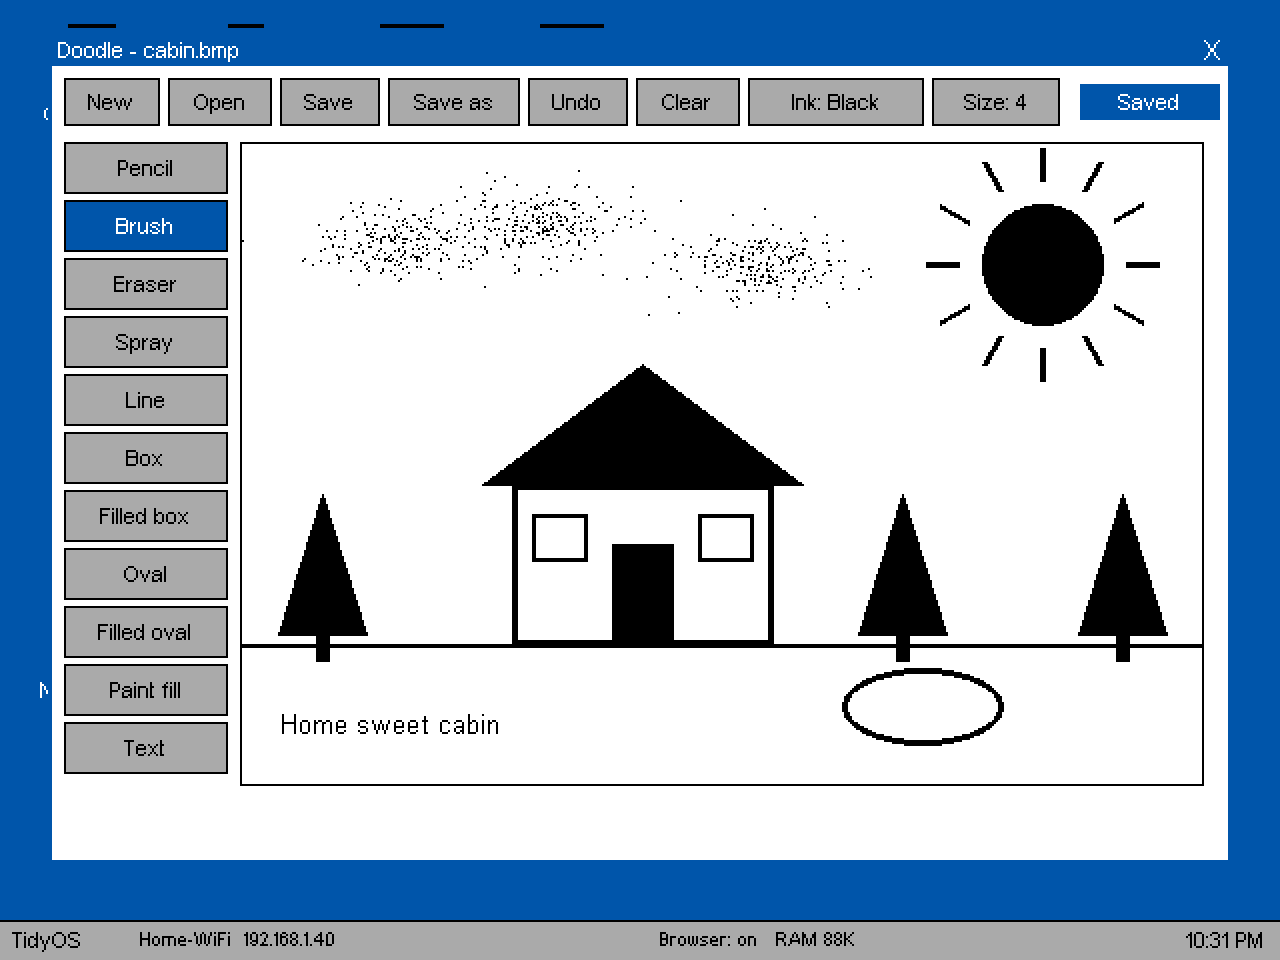 Doodle - cabin.bmp X
New Open Save Save as Undo Clear Ink: Black Size: 4 Saved
Pencil
Brush
Eraser
Spray
Line
Box
Filled box
Oval
Filled oval
Paint fill
Text
Home sweet cabin
TidyOS Home-WiFi 192.168.1.40 Browser: on RAM 88K 10:31 PM